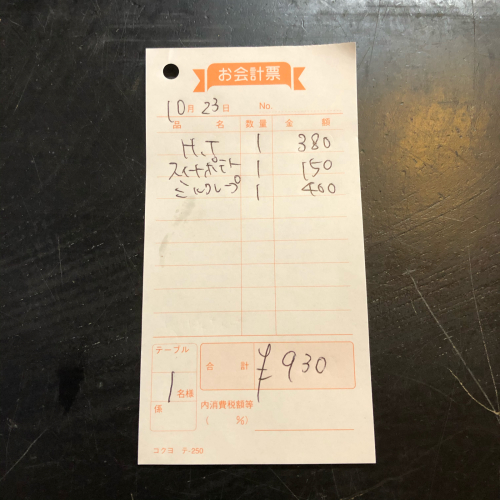 お会計票
10月23日 No.
品名 数量 金額
H.T 1 380
スイートポテト 1 150
ミルクレープ 1 400
テーブル
合計 ¥930
1名様
係
内消費税額等
( %)
コクヨ テ-250